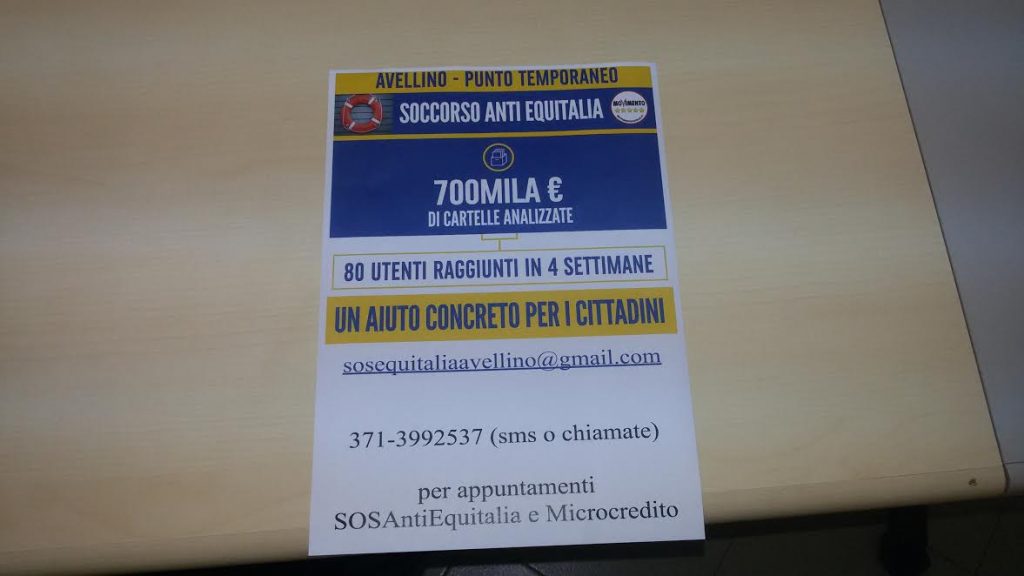 AVELLINO - PUNTO TEMPORANEO
SOCCORSO ANTI EQUITALIA
MOVIMENTO
700MILA €
DI CARTELLE ANALIZZATE
80 UTENTI RAGGIUNTI IN 4 SETTIMANE
UN AIUTO CONCRETO PER I CITTADINI
sosequitaliaavellino@gmail.com
371-3992537 (sms o chiamate)
per appuntamenti
SOSAntiEquitalia e Microcredito